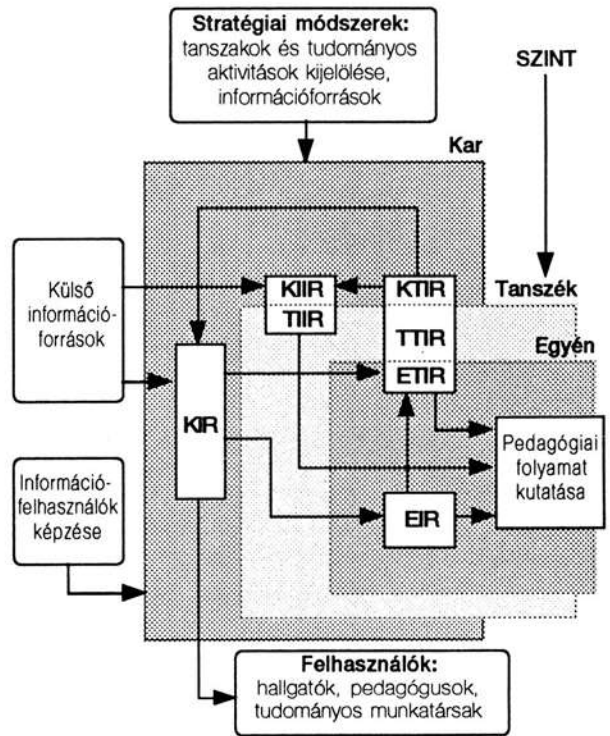 Stratégiai módszerek:
tanszakok és tudományos
aktivitások kijelölése,
információforrások
SZINT
Kar
Külső
információ-
források
KIIR
TIIR
KTIR
TTIR
ETIR
Tanszék
Egyén
KIR
Pedagógiai
folyamat
kutatása
Információ-
felhasználók
képzése
EIR
Felhasználók:
hallgatók, pedagógusok,
tudományos munkatársak